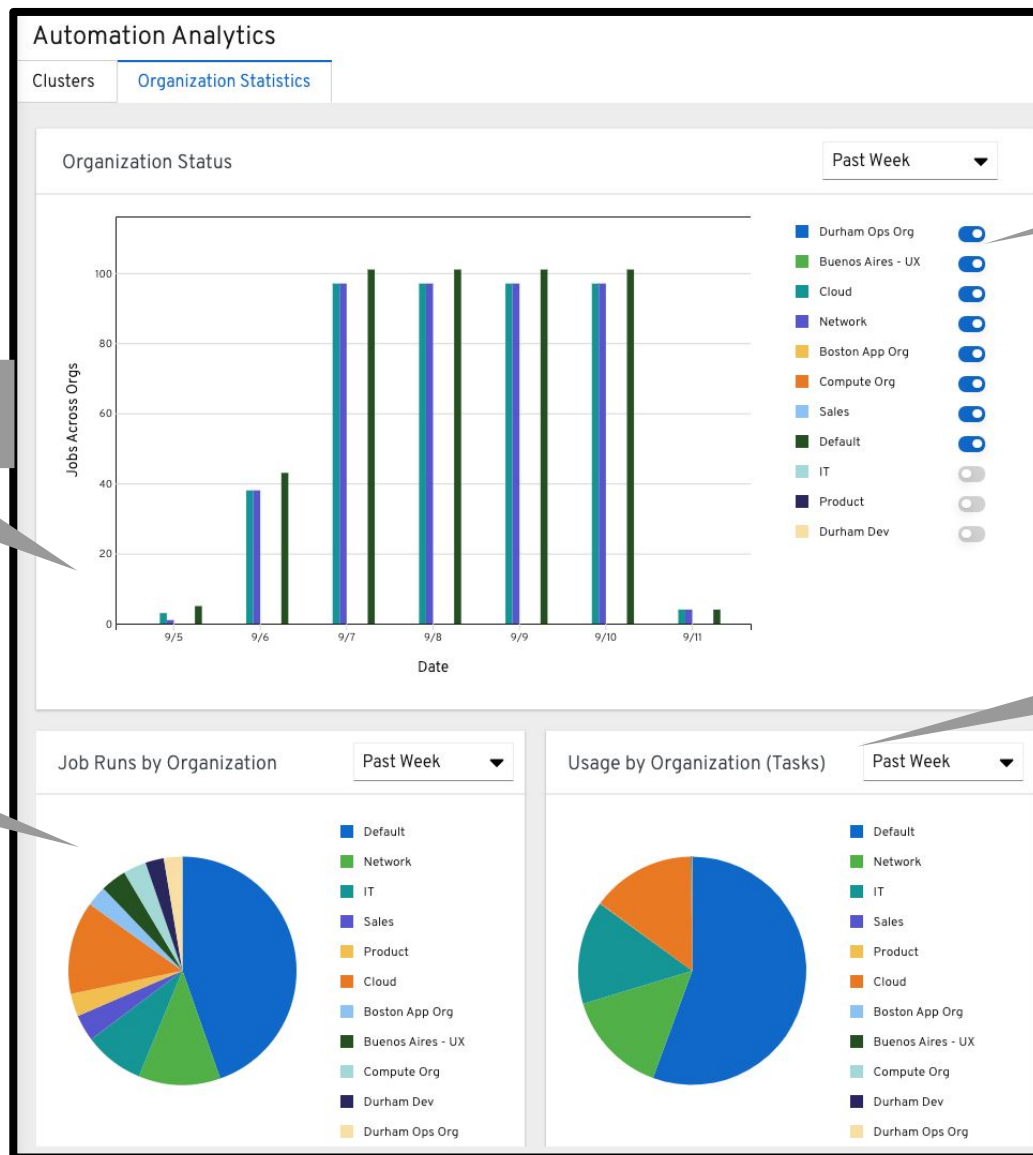 Automation Analytics
Clusters
Organization Statistics
Organization Status
Past Week
Jobs Across Orgs
100
80
60
40
20
0
9/5
9/6
9/7
9/8
9/9
9/10
9/11
Date
Durham Ops Org
Buenos Aires - UX
Cloud
Network
Boston App Org
Compute Org
Sales
Default
IT
Product
Durham Dev
Job Runs by Organization
Past Week
Default
Network
IT
Sales
Product
Cloud
Boston App Org
Buenos Aires - UX
Compute Org
Durham Dev
Durham Ops Org
Usage by Organization (Tasks)
Past Week
Default
Network
IT
Sales
Product
Cloud
Boston App Org
Buenos Aires - UX
Compute Org
Durham Dev
Durham Ops Org